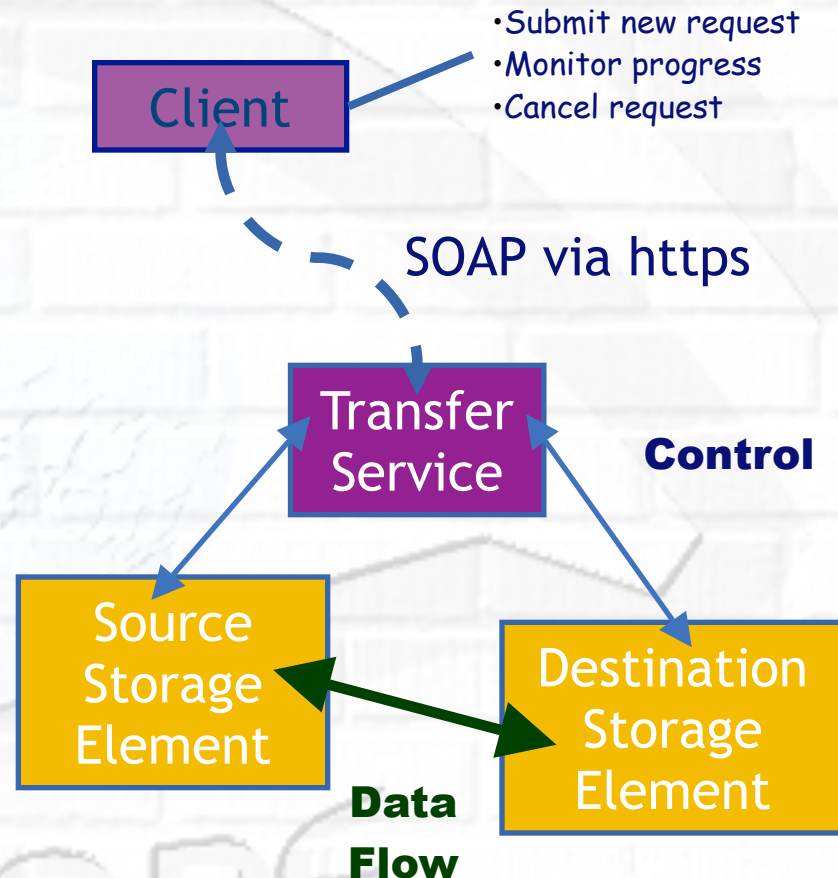 •Submit new request
•Monitor progress
•Cancel request
Client
SOAP via https
Transfer
Service
Control
Source
Storage
Element
Destination
Storage
Element
Data
Flow